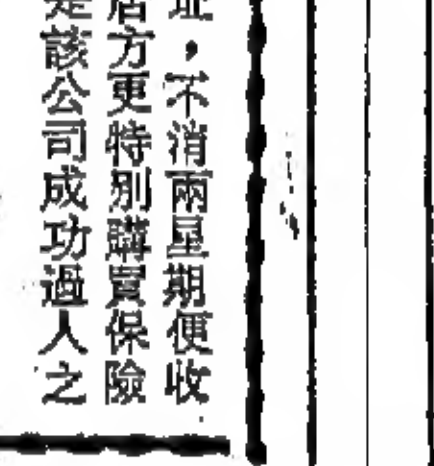 址，不消兩星期便收
店方更特別購買保險
是該公司成功過人之